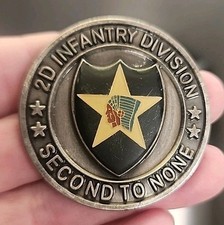 2D INFANTRY DIVISION
SECOND TO NONE